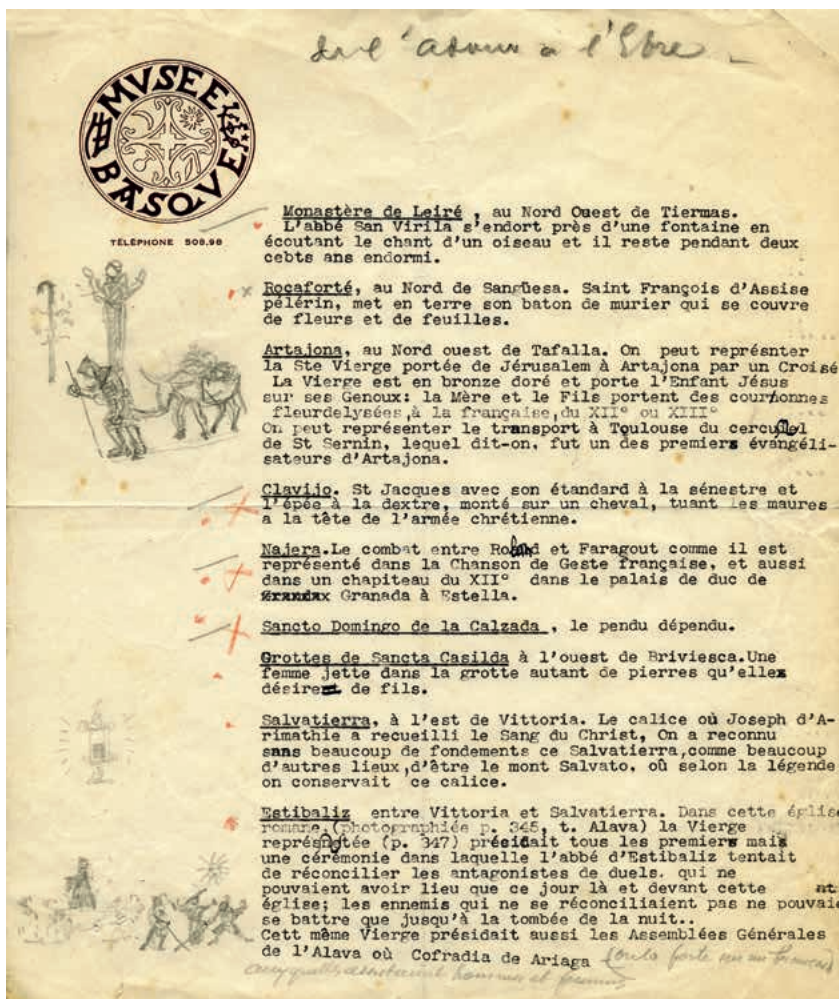 de l'adour a l'Ebre
MVSEE
BASQVE
TÉLÉPHONE 508.98
Monastère de Leiré , au Nord Ouest de Tiermas.
L'abbé San Virila s'endort près d'une fontaine en
écoutant le chant d'un oiseau et il reste pendant deux
cebts ans endormi.
Rocaforté, au Nord de Sangüesa. Saint François d'Assise
pélérin, met en terre son baton de murier qui se couvre
de fleurs et de feuilles.
Artajona, au Nord ouest de Tafalla. On peut représnter
la Ste Vierge portée de Jérusalem à Artajona par un Croisé
La Vierge est en bronze doré et porte l'Enfant Jésus
sur ses Genoux: la Mère et le Fils portent des couronnes
fleurdelysées,à la française,du XII° ou XIII°
On peut représenter le transport à Toulouse du cercueil
de St Sernin, lequel dit-on, fut un des premiers évangéli-
sateurs d'Artajona.
Clavijo. St Jacques avec son étandard à la sénestre et
l'épée à la dextre, monté sur un cheval, tuant les maures
a la tête de l'armée chrétienne.
Najera.Le combat entre Roland et Faragout comme il est
représenté dans la Chanson de Geste française, et aussi
dans un chapiteau du XII° dans le palais de duc de
Granada à Estella.
Sancto Domingo de la Calzada , le pendu dépendu.
Grottes de Sancta Casilda à l'ouest de Briviesca.Une
femme jette dans la grotte autant de pierres qu'elle
désire de fils.
Salvatierra, à l'est de Vittoria. Le calice où Joseph d'A-
rimathie a recueilli le Sang du Christ, On a reconnu
sans beaucoup de fondements ce Salvatierra,comme beaucoup
d'autres lieux,d'être le mont Salvato, où selon la légende
on conservait ce calice.
Estibaliz entre Vittoria et Salvatierra. Dans cette église
romane,(photographiée p. 345, t. Alava) la Vierge
représentée (p. 347) présidait tous les premiers mais
une cérémonie dans laquelle l'abbé d'Estibaliz tentait
de réconcilier les antagonistes de duels. qui ne
pouvaient avoir lieu que ce jour là et devant cette
église; les ennemis qui ne se réconciliaient pas ne pouvaie nt
se battre que jusqu'à la tombée de la nuit..
Cett même Vierge présidait aussi les Assemblées Générales
de l'Alava où Cofradia de Ariaga
auxquelles assistaient hommes et femmes